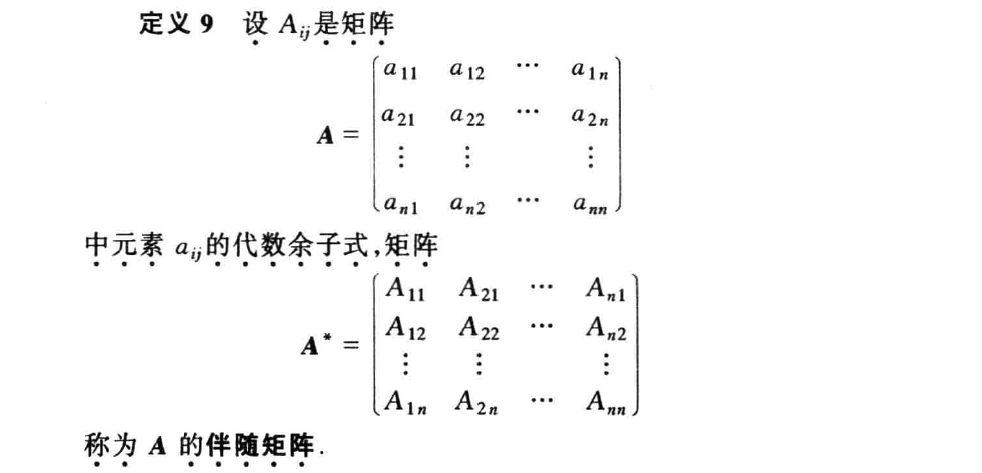 定义 9 设 A_{ij}是矩阵
A = \begin{pmatrix} a_{11} & a_{12} & \cdots & a_{1n} \\ a_{21} & a_{22} & \cdots & a_{2n} \\ \vdots & \vdots & & \vdots \\ a_{n1} & a_{n2} & \cdots & a_{nn} \end{pmatrix}
中元素 a_{ij}的代数余子式,矩阵
A^* = \begin{pmatrix} A_{11} & A_{21} & \cdots & A_{n1} \\ A_{12} & A_{22} & \cdots & A_{n2} \\ \vdots & \vdots & & \vdots \\ A_{1n} & A_{2n} & \cdots & A_{nn} \end{pmatrix}
称为 A 的伴随矩阵.